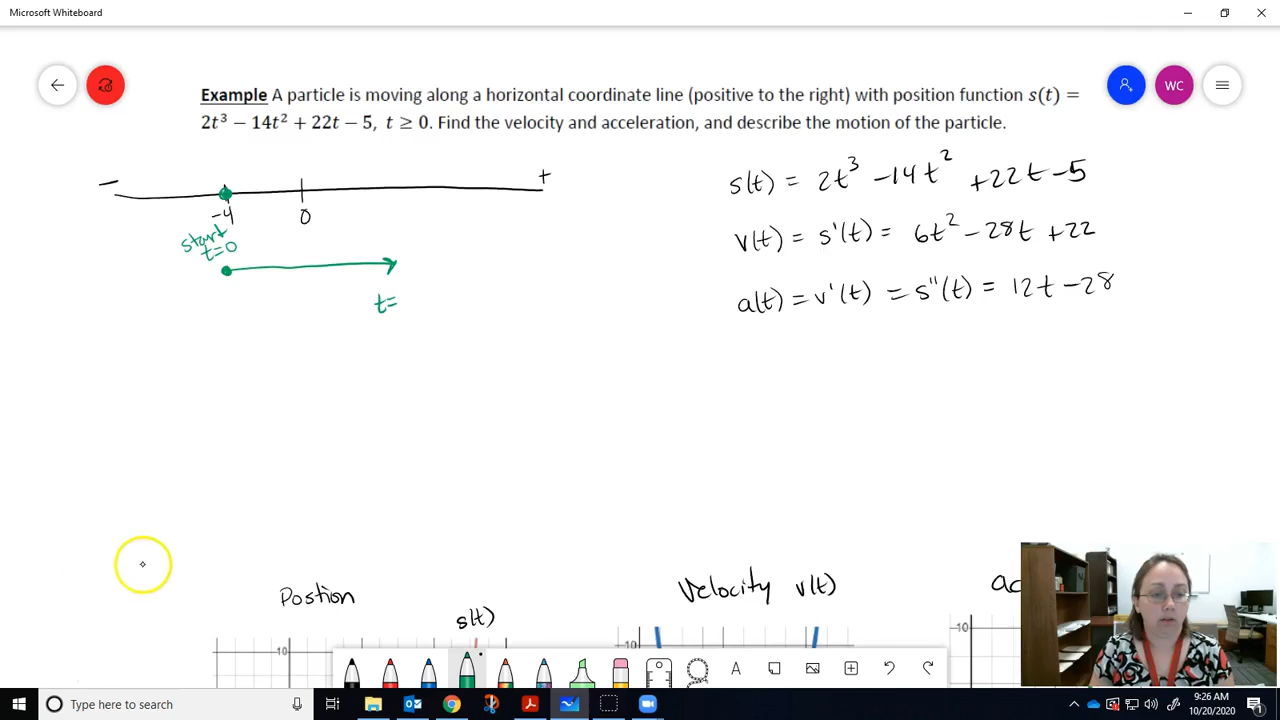 Microsoft Whiteboard
Example A particle is moving along a horizontal coordinate line (positive to the right) with position function s(t) =
2t³ − 14t² + 22t − 5, t ≥ 0. Find the velocity and acceleration, and describe the motion of the particle.
WC
− +
-4 0
start
t=0
t=
s(t) = 2t³ -14t² +22t -5
v(t) = s'(t) = 6t² - 28t +22
a(t) = v'(t) = s''(t) = 12t -28
Postion
s(t)
Velocity v(t)
ac
10
10
10
A
Type here to search
9:26 AM
10/20/2020